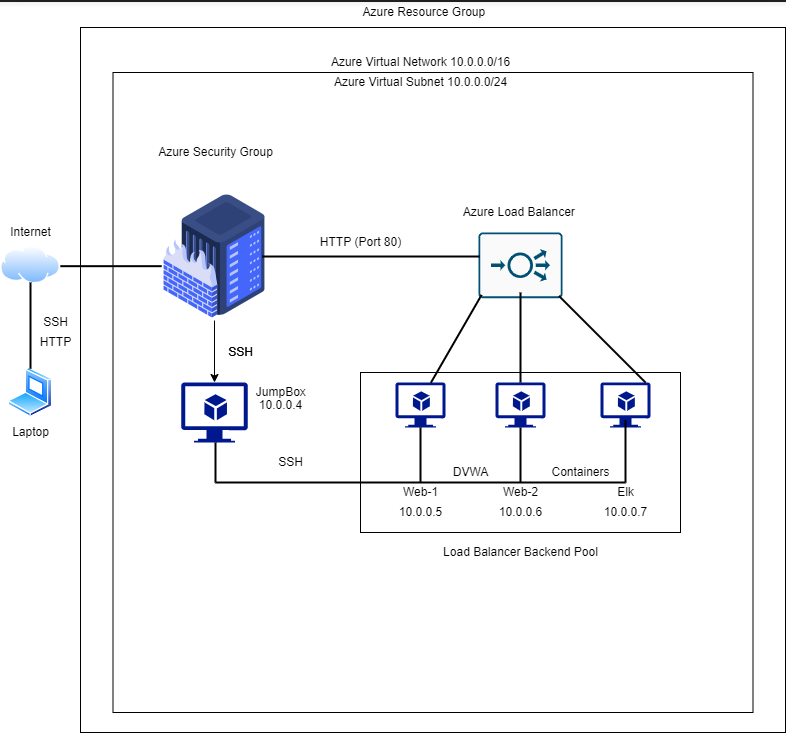 Azure Resource Group
Azure Virtual Network 10.0.0.0/16
Azure Virtual Subnet 10.0.0.0/24
Azure Security Group
Azure Load Balancer
Internet
HTTP (Port 80)
SSH
HTTP
SSH
JumpBox
10.0.0.4
Laptop
SSH
DVWA
Containers
Web-1
Web-2
Elk
10.0.0.5
10.0.0.6
10.0.0.7
Load Balancer Backend Pool